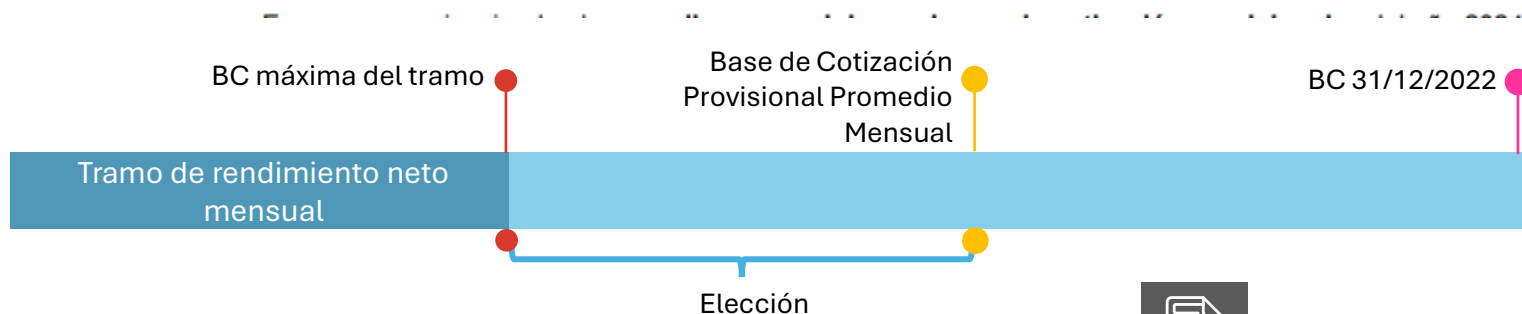 BC máxima del tramo
Base de Cotización
Provisional Promedio
Mensual
BC 31/12/2022
Tramo de rendimiento neto
mensual
Elección